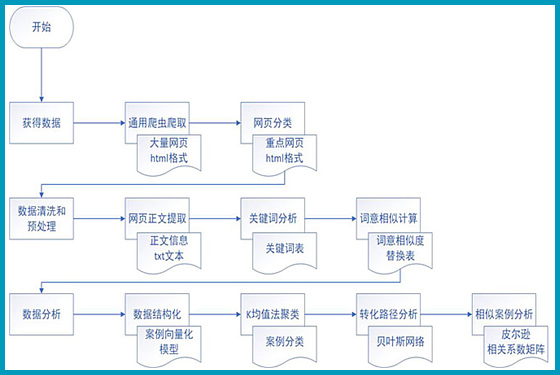 开始
获得数据
通用爬虫爬取
大量网页
html格式
网页分类
重点网页
html格式
数据清洗和
预处理
网页正文提取
正文信息
txt文本
关键词分析
关键词表
词意相似计算
词意相似度
替换表
数据分析
数据结构化
案例向量化
模型
K均值法聚类
案例分类
转化路径分析
贝叶斯网络
相似案例分析
皮尔逊
相关系数矩阵